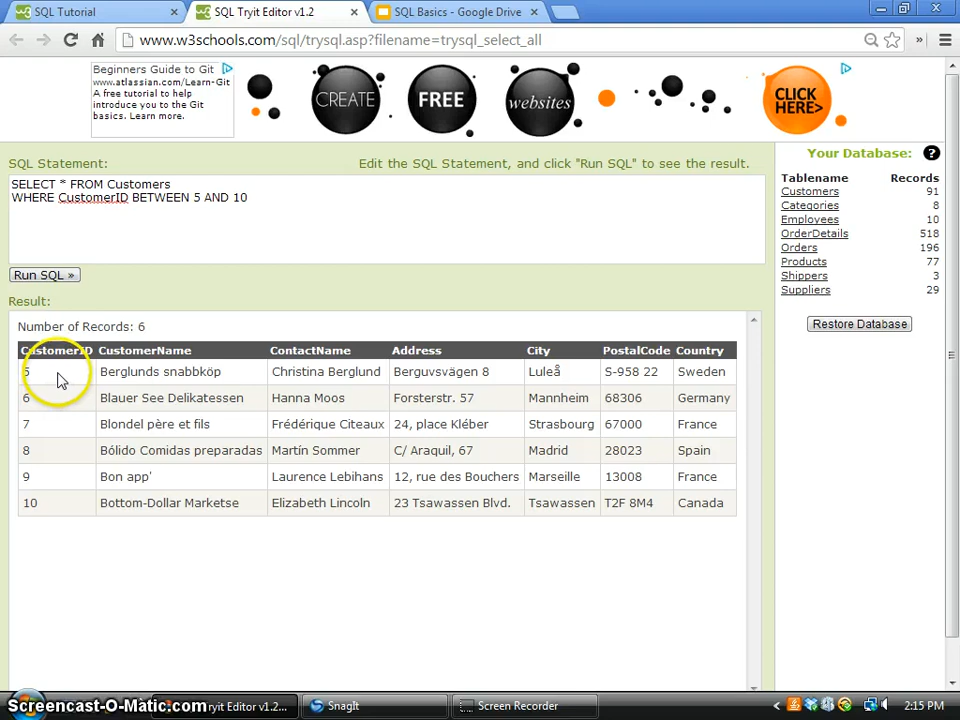 SQL Tutorial
SQL Tryit Editor v1.2
SQL Basics - Google Drive
www.w3schools.com/sql/trysql.asp?filename=trysql_select_all
Beginners Guide to Git
www.atlassian.com/Learn-Git
A free tutorial to help
introduce you to the Git
basics. Learn more.
CREATE
FREE
websites
CLICK
HERE>
SQL Statement:
Edit the SQL Statement, and click "Run SQL" to see the result.
SELECT * FROM Customers
WHERE CustomerID BETWEEN 5 AND 10
Run SQL »
Your Database: ?
Tablename Records
Customers 91
Categories 8
Employees 10
OrderDetails 518
Orders 196
Products 77
Shippers 3
Suppliers 29
Restore Database
Result:
Number of Records: 6
CustomerID CustomerName ContactName Address City PostalCode Country
5 Berglunds snabbköp Christina Berglund Berguvsvägen 8 Luleå S-958 22 Sweden
6 Blauer See Delikatessen Hanna Moos Forsterstr. 57 Mannheim 68306 Germany
7 Blondel père et fils Frédérique Citeaux 24, place Kléber Strasbourg 67000 France
8 Bólido Comidas preparadas Martín Sommer C/ Araquil, 67 Madrid 28023 Spain
9 Bon app' Laurence Lebihans 12, rue des Bouchers Marseille 13008 France
10 Bottom-Dollar Marketse Elizabeth Lincoln 23 Tsawassen Blvd. Tsawassen T2F 8M4 Canada
Screencast-O-Matic.com
Tryit Editor v1.2...
SnagIt
Screen Recorder
2:15 PM